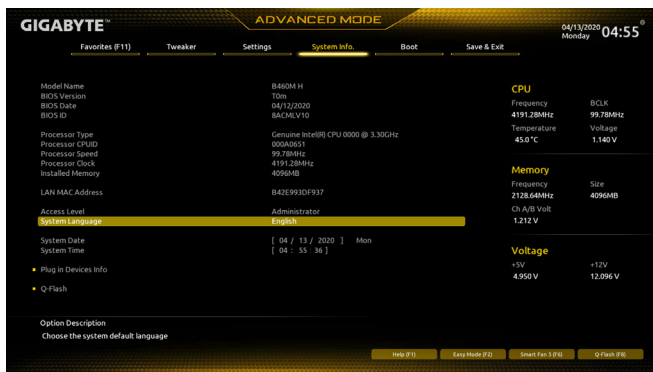 GIGABYTE™
ADVANCED MODE
04/13/2020
Monday
04:55
Favorites (F11) Tweaker Settings System Info. Boot Save & Exit
Model Name B460M H
BIOS Version T0m
BIOS Date 04/12/2020
BIOS ID 8ACMLV10
Processor Type Genuine Intel(R) CPU 0000 @ 3.30GHz
Processor CPUID 000A0651
Processor Speed 99.78MHz
Processor Clock 4191.28MHz
Installed Memory 4096MB
LAN MAC Address B42E993DF937
Access Level Administrator
System Language English
System Date [ 04 / 13 / 2020 ] Mon
System Time [ 04 : 55 : 36 ]
Plug in Devices Info
Q-Flash
CPU
Frequency BCLK
4191.28MHz 99.78MHz
Temperature Voltage
45.0 °C 1.140 V
Memory
Frequency Size
2128.64MHz 4096MB
Ch A/B Volt
1.212 V
Voltage
+5V +12V
4.950 V 12.096 V
Option Description
Choose the system default language
Help (F1) Easy Mode (F2) Smart Fan 5 (F6) Q-Flash (F8)